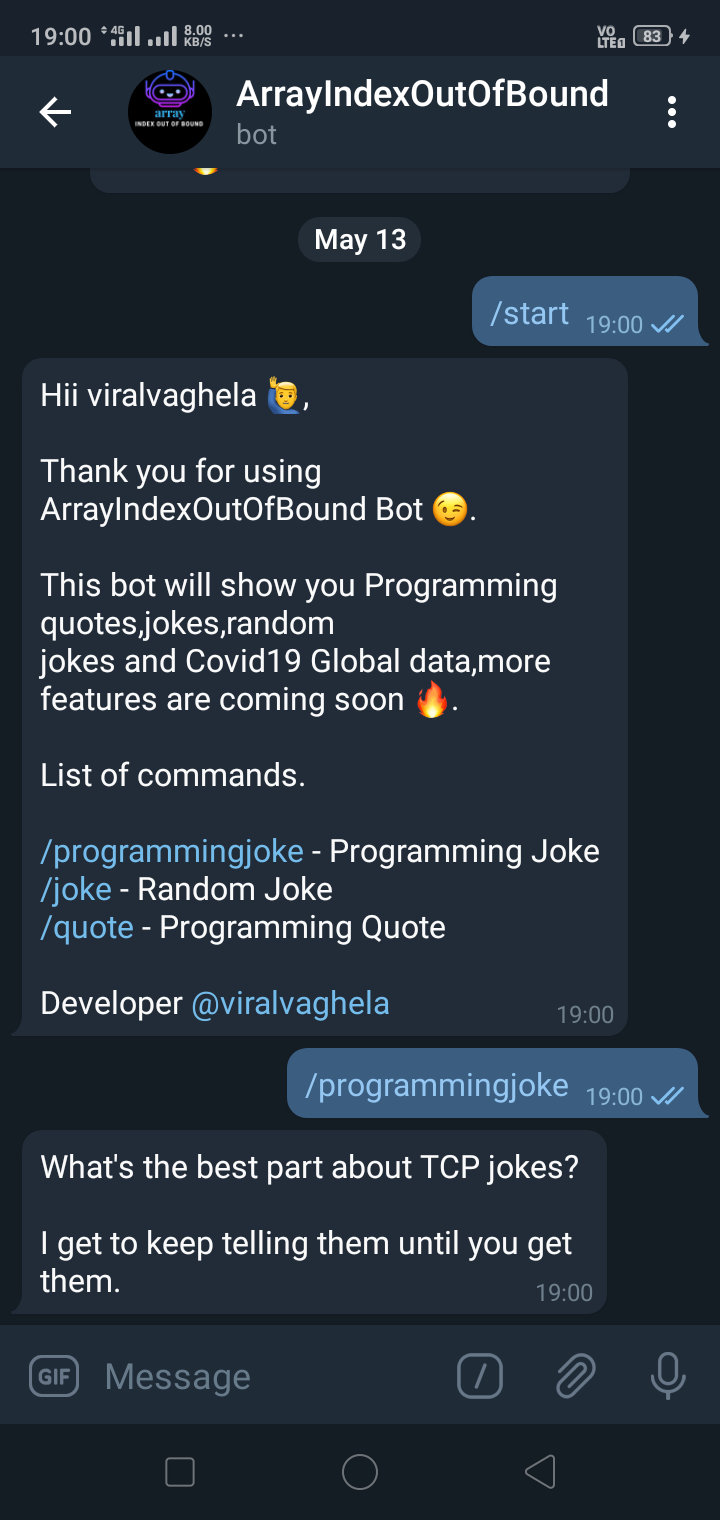 19:00 4G 8.00 KB/S ... VO LTE1 83
ArrayIndexOutOfBound
array
INDEX OUT OF BOUND
bot
May 13
/start 19:00
Hii viralvaghela 🙋‍♂️,
Thank you for using
ArrayIndexOutOfBound Bot 😉.
This bot will show you Programming
quotes,jokes,random
jokes and Covid19 Global data,more
features are coming soon 🔥.
List of commands.
/programmingjoke - Programming Joke
/joke - Random Joke
/quote - Programming Quote
Developer @viralvaghela 19:00
/programmingjoke 19:00
What's the best part about TCP jokes?
I get to keep telling them until you get
them. 19:00
GIF Message /